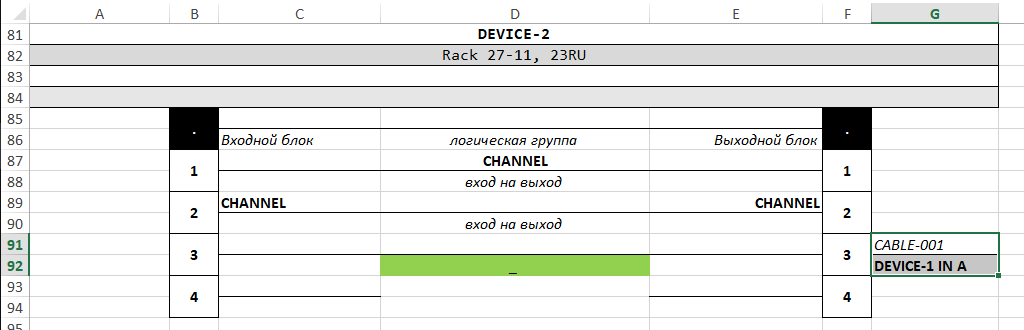 A B C D E F G
81 DEVICE-2
82 Rack 27-11, 23RU
83
84
85
. .
86 Входной блок логическая группа Выходной блок
87 CHANNEL
1 1
88 вход на выход
89 CHANNEL CHANNEL
2 2
90 вход на выход
91 CABLE-001
3 3
92 _ DEVICE-1 IN A
93
4 4
94
95